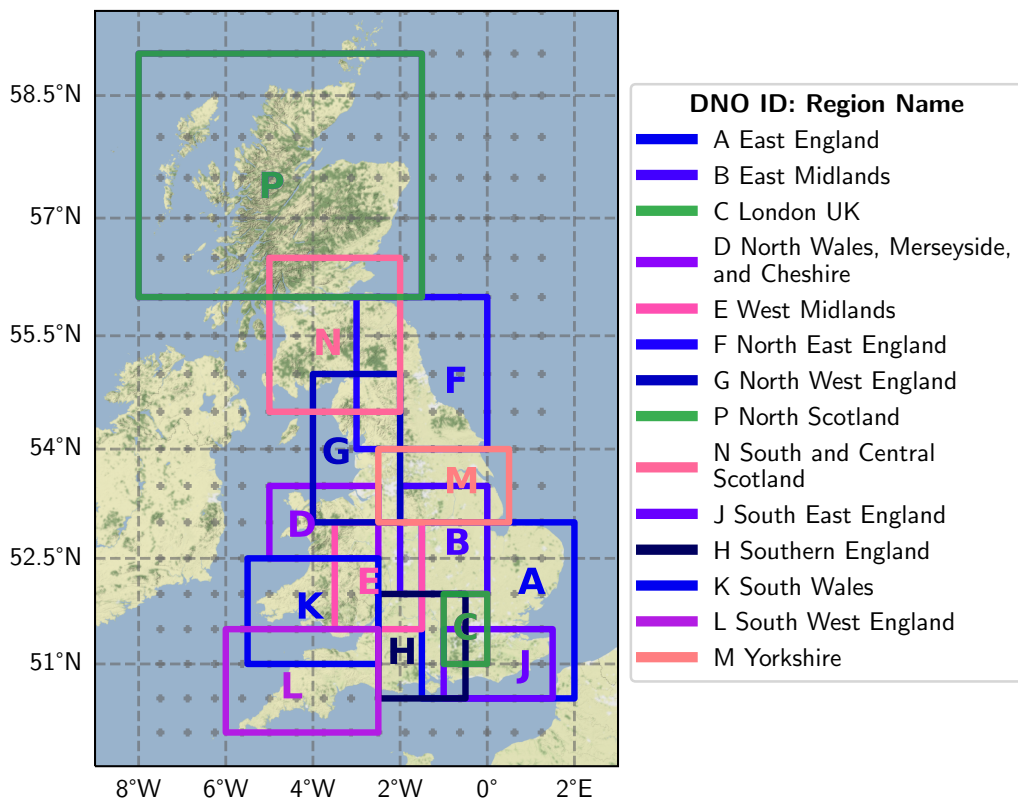 58.5°N
57°N
55.5°N
54°N
52.5°N
51°N
8°W 6°W 4°W 2°W 0° 2°E
P
N
F
G
M
D
B
E
A
K
C
H
J
L
DNO ID: Region Name
A East England
B East Midlands
C London UK
D North Wales, Merseyside,
and Cheshire
E West Midlands
F North East England
G North West England
P North Scotland
N South and Central
Scotland
J South East England
H Southern England
K South Wales
L South West England
M Yorkshire